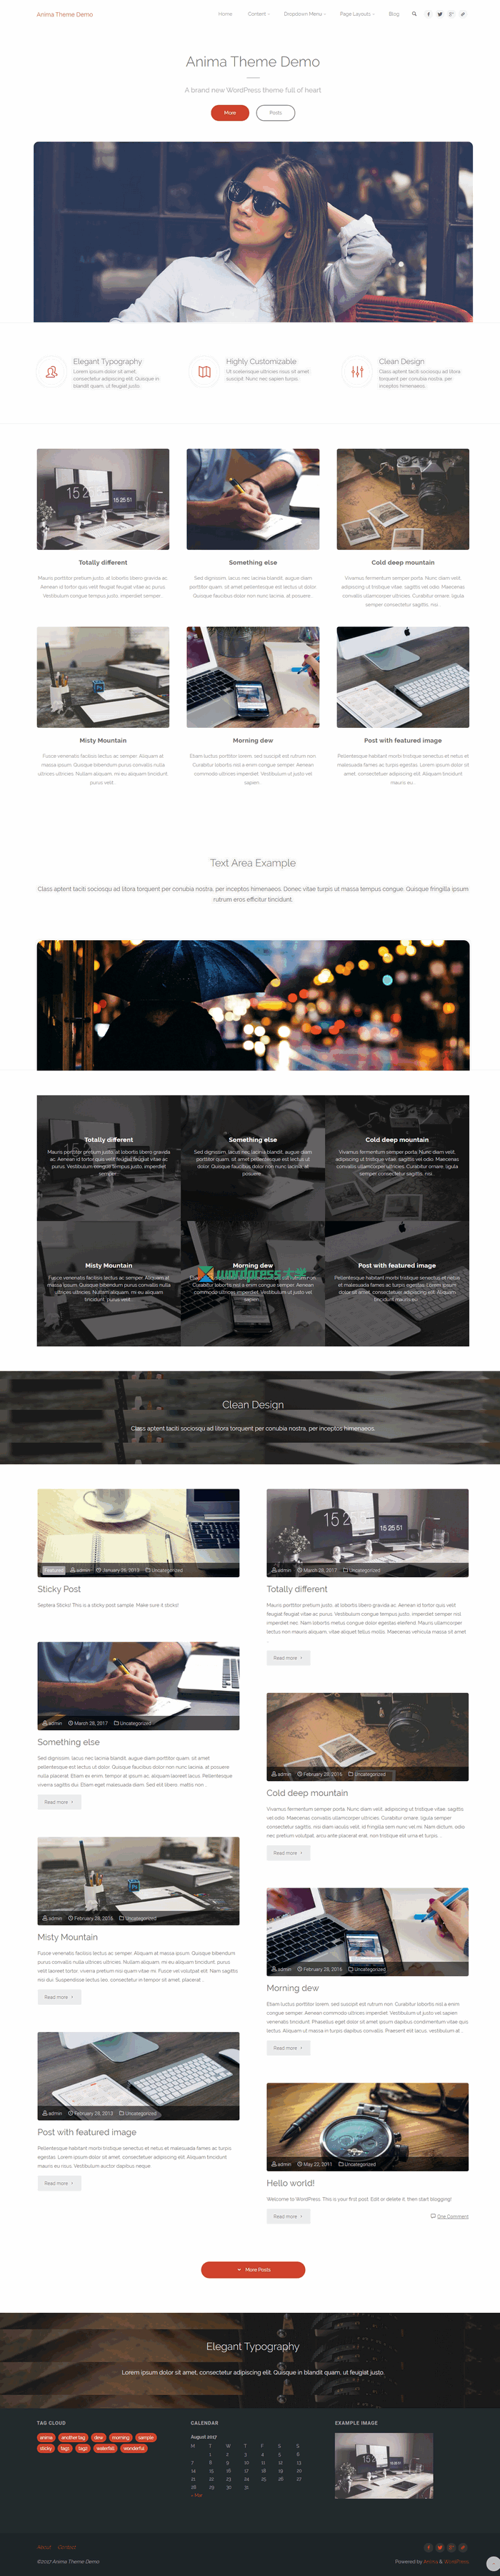 Anima Theme Demo
Home Content Dropdown Menu Page Layouts Blog
Anima Theme Demo
A brand new WordPress theme full of heart
More Posts
Elegant Typography
Lorem ipsum dolor sit amet,
consectetur adipiscing elit. Quisque in
blandit quam, ut feugiat justo.
Highly Customizable
Ut scelerisque ultricies risus sit amet
suscipit. Nunc nec sapien turpis.
Clean Design
Class aptent taciti sociosqu ad litora
torquent per conubia nostra, per
inceptos himenaeos.
Totally different
Mauris porttitor pretium justo, at lobortis libero gravida ac.
Aenean id tortor quis velit feugiat feugiat vitae ac purus.
Vestibulum congue tempus justo, imperdiet semper.
Something else
Sed dignissim, lacus nec lacinia blandit, augue diam
porttitor quam, sit amet pellentesque est lectus ut dolor.
Quisque faucibus dolor non nunc lacinia, at posuere.
Cold deep mountain
Vivamus fermentum semper porta. Nunc diam velit,
adipiscing ut tristique vitae, sagittis vel odio. Maecenas
convallis ullamcorper ultricies. Curabitur ornare, ligula
semper consectetur sagittis, nisi.
Misty Mountain
Fusce venenatis facilisis lectus ac semper. Aliquam at
massa ipsum. Quisque bibendum purus convallis nulla
ultrices ultricies. Nullam aliquam, mi eu aliquam tincidunt,
purus velit.
Morning dew
Etiam luctus porttitor lorem, sed suscipit est rutrum non.
Curabitur lobortis nisl a enim congue semper. Aenean
commodo ultrices imperdiet. Vestibulum ut justo vel
sapien.
Post with featured image
Pellentesque habitant morbi tristique senectus et netus et
malesuada fames ac turpis egestas. Lorem ipsum dolor sit
amet, consectetuer adipiscing elit. Aliquam tincidunt
mauris eu.
Text Area Example
Class aptent taciti sociosqu ad litora torquent per conubia nostra, per inceptos himenaeos. Donec vitae turpis ut massa tempus congue. Quisque fringilla ipsum
rutrum eros efficitur tincidunt.
Totally different
Mauris porttitor pretium justo, at lobortis libero gravida
ac. Aenean id tortor quis velit feugiat feugiat vitae ac
purus. Vestibulum congue tempus justo, imperdiet
semper.
Something else
Sed dignissim, lacus nec lacinia blandit, augue diam
porttitor quam, sit amet pellentesque est lectus ut
dolor. Quisque faucibus dolor non nunc lacinia, at
posuere.
Cold deep mountain
Vivamus fermentum semper porta. Nunc diam velit,
adipiscing ut tristique vitae, sagittis vel odio. Maecenas
convallis ullamcorper ultricies. Curabitur ornare, ligula
semper consectetur sagittis, nisi.
Misty Mountain
Fusce venenatis facilisis lectus ac semper. Aliquam at
massa ipsum. Quisque bibendum purus convallis nulla
ultrices ultricies. Nullam aliquam, mi eu aliquam
tincidunt, purus velit.
Morning dew
wordpress大学
Curabitur lobortis nisl a enim congue semper. Aenean
commodo ultrices imperdiet. Vestibulum ut justo vel
sapien.
Post with featured image
Pellentesque habitant morbi tristique senectus et netus
et malesuada fames ac turpis egestas. Lorem ipsum
dolor sit amet, consectetuer adipiscing elit. Aliquam
tincidunt mauris eu.
Clean Design
Class aptent taciti sociosqu ad litora torquent per conubia nostra, per inceptos himenaeos.
Featured admin January 26, 2018 Uncategorized
Sticky Post
Septera Sticko! This is a sticky post sample. Make sure it sticks!
admin March 28, 2017 Uncategorized
Totally different
Mauris porttitor pretium justo, at lobortis libero gravida ac. Aenean id tortor quis velit
feugiat feugiat vitae ac purus. Vestibulum congue tempus justo, imperdiet semper nisl
imperdiet nec. Nam lobortis metus congue dolor egestas eleifend. Mauris ullamcorper
lectus non mauris aliquam, vitae aliquet tellus mollis. Maecenas vehicula massa sit amet
...
Read more
admin March 28, 2017 Uncategorized
Something else
Sed dignissim, lacus nec lacinia blandit, augue diam porttitor quam, sit amet
pellentesque est lectus ut dolor. Quisque faucibus dolor non nunc lacinia, at posuere
nulla placerat. Etiam ex enim, tempor at ipsum ac, aliquam laoreet lacus. Pellentesque
viverra sagittis dui. Etiam eget malesuada diam. Sed elit libero, mattis non ...
Read more
admin February 28, 2016 Uncategorized
Cold deep mountain
Vivamus fermentum semper porta. Nunc diam velit, adipiscing ut tristique vitae, sagittis
vel odio. Maecenas convallis ullamcorper ultricies. Curabitur ornare, ligula semper
consectetur sagittis, nisi diam iaculis velit, id fringilla sem nunc vel mi. Nam dictum, odio
nec pretium volutpat, arcu ante placerat erat, non tristique elit urna et turpis. ...
Read more
admin February 28, 2016 Uncategorized
Misty Mountain
Fusce venenatis facilisis lectus ac semper. Aliquam at massa ipsum. Quisque bibendum
purus convallis nulla ultrices ultricies. Nullam aliquam, mi eu aliquam tincidunt, purus
velit laoreet tortor, viverra pretium nisi quam vitae mi. Fusce vel volutpat elit. Nam sagittis
nisi dui. Suspendisse lectus leo, consectetur in tempor sit amet, placerat ...
Read more
admin February 28, 2016 Uncategorized
Morning dew
Etiam luctus porttitor lorem, sed suscipit est rutrum non. Curabitur lobortis nisl a enim
congue semper. Aenean commodo ultrices imperdiet. Vestibulum ut justo vel sapien
venenatis tincidunt. Phasellus eget dolor sit amet ipsum dapibus condimentum vitae quis
lectus. Aliquam ut massa in turpis dapibus convallis. Praesent elit lacus, vestibulum at ...
Read more
admin February 28, 2013 Uncategorized
Post with featured image
Pellentesque habitant morbi tristique senectus et netus et malesuada fames ac turpis
egestas. Lorem ipsum dolor sit amet, consectetuer adipiscing elit. Aliquam tincidunt
mauris eu risus. Vestibulum auctor dapibus neque.
Read more
admin May 22, 2011 Uncategorized
Hello world!
Welcome to WordPress. This is your first post. Edit or delete it, then start blogging!
Read more
One Comment
More Posts
Elegant Typography
Lorem ipsum dolor sit amet, consectetur adipiscing elit. Quisque in blandit quam, ut feugiat justo.
TAG CLOUD
anima another tag dew morning sample
sticky tag1 tag2 waterfall wonderful
CALENDAR
August 2017
M T W T F S S
1 2 3 4 5 6
7 8 9 10 11 12 13
14 15 16 17 18 19 20
21 22 23 24 25 26 27
28 29 30 31
« Mar
EXAMPLE IMAGE
About Contact
©2017 Anima Theme Demo
Powered by Anima & WordPress